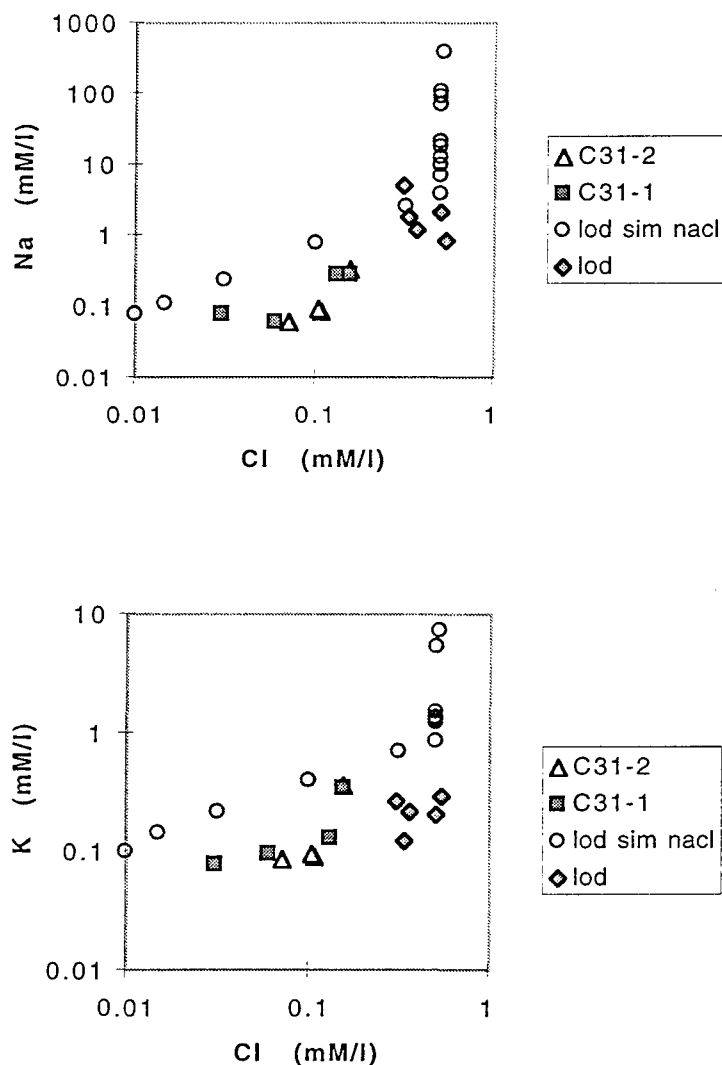 1000
100
10
1
0.1
0.01
Na (mM/l)
0.01 0.1 1
Cl (mM/l)
C31-2
C31-1
lod sim nacl
lod
10
1
0.1
0.01
K (mM/l)
0.01 0.1 1
Cl (mM/l)
C31-2
C31-1
lod sim nacl
lod